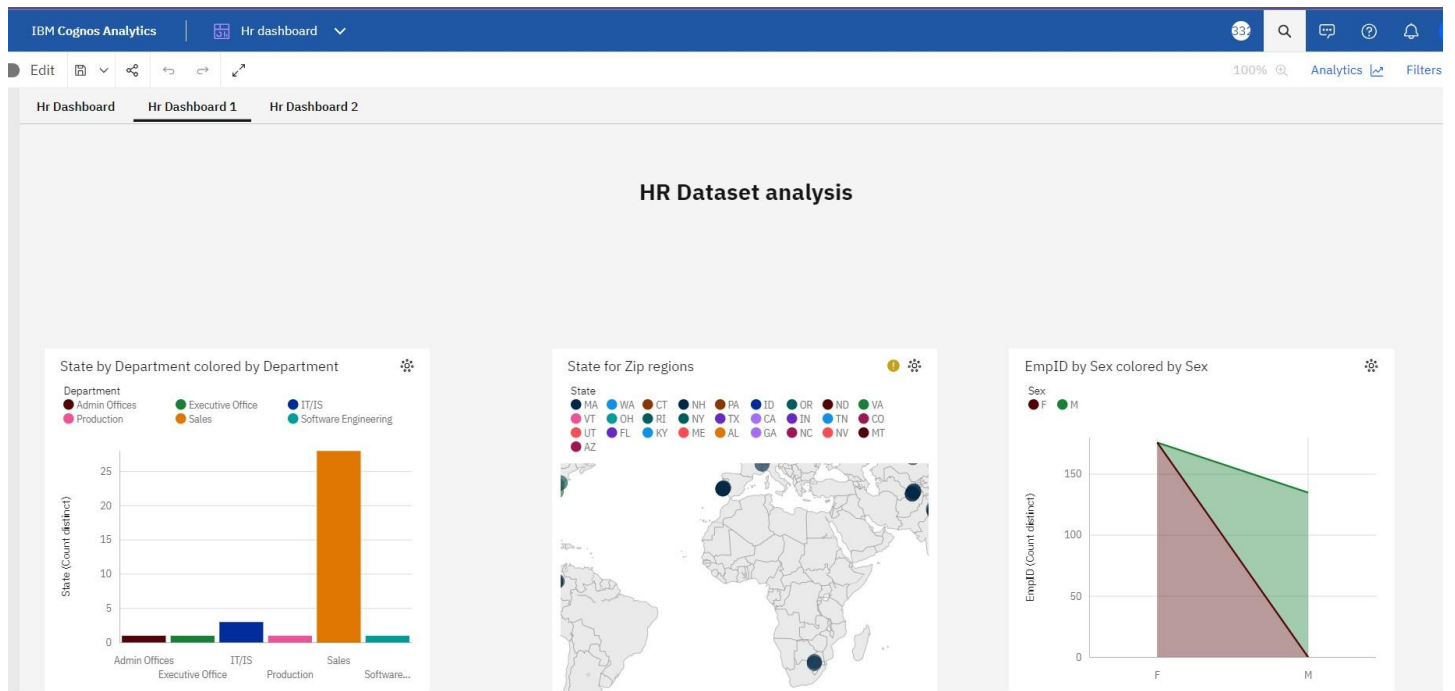 IBM Cognos Analytics Hr dashboard
Edit 100% Analytics Filters
Hr Dashboard Hr Dashboard 1 Hr Dashboard 2
HR Dataset analysis
State by Department colored by Department
Department
Admin Offices Executive Office IT/IS
Production Sales Software Engineering
State (Count distinct)
25
20
15
10
5
0
Admin Offices IT/IS Sales
Executive Office Production Software...
State for Zip regions
State
MA WA CT NH PA ID OR ND VA
VT OH RI NY TX CA IN TN CO
UT FL KY ME AL GA NC NV MT
AZ
EmpID by Sex colored by Sex
Sex
F M
EmpID (Count distinct)
150
100
50
0
F M